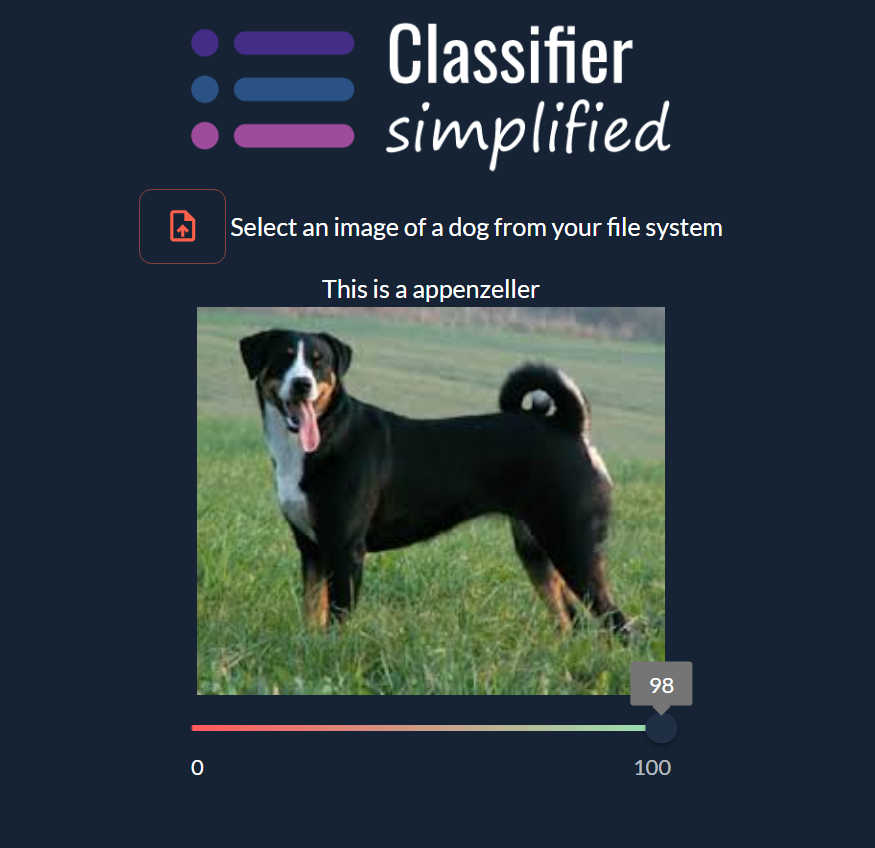 Classifier
simplified
Select an image of a dog from your file system
This is a appenzeller
98
0
100